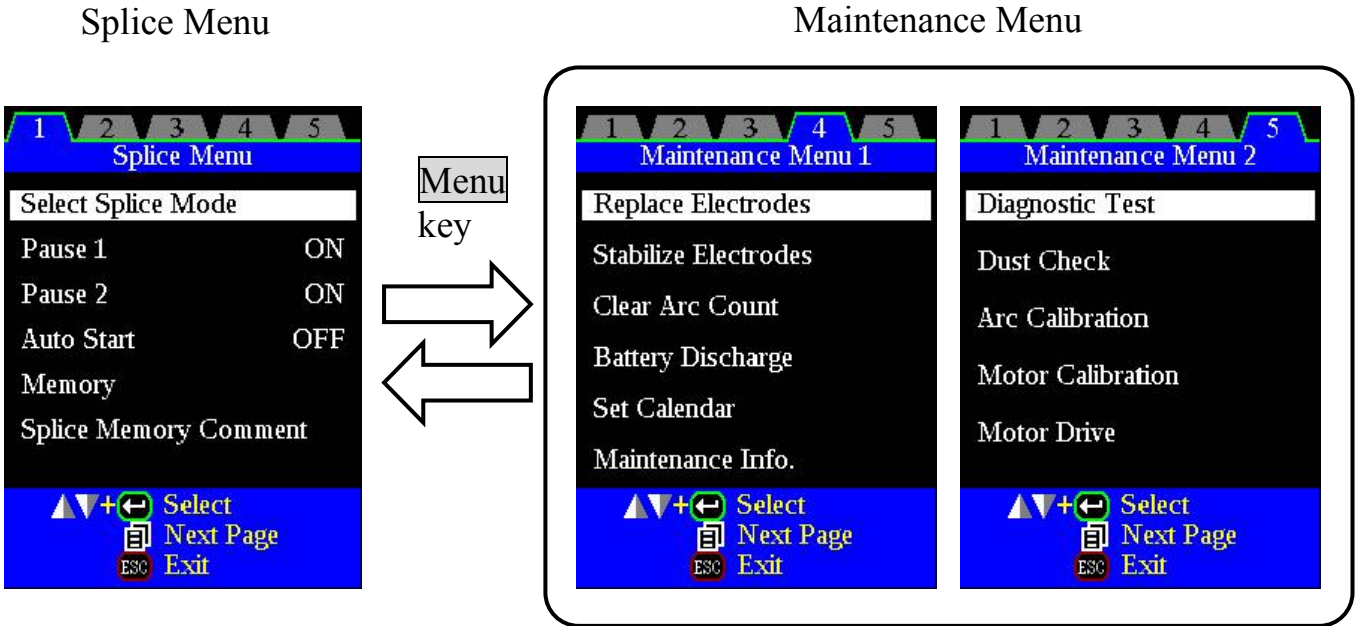 Splice Menu
Maintenance Menu
1 2 3 4 5
Splice Menu
Select Splice Mode
Pause 1 ON
Pause 2 ON
Auto Start OFF
Memory
Splice Memory Comment
+ Select
Next Page
ESC Exit
Menu
key
1 2 3 4 5
Maintenance Menu 1
Replace Electrodes
Stabilize Electrodes
Clear Arc Count
Battery Discharge
Set Calendar
Maintenance Info.
+ Select
Next Page
ESC Exit
1 2 3 4 5
Maintenance Menu 2
Diagnostic Test
Dust Check
Arc Calibration
Motor Calibration
Motor Drive
+ Select
Next Page
ESC Exit